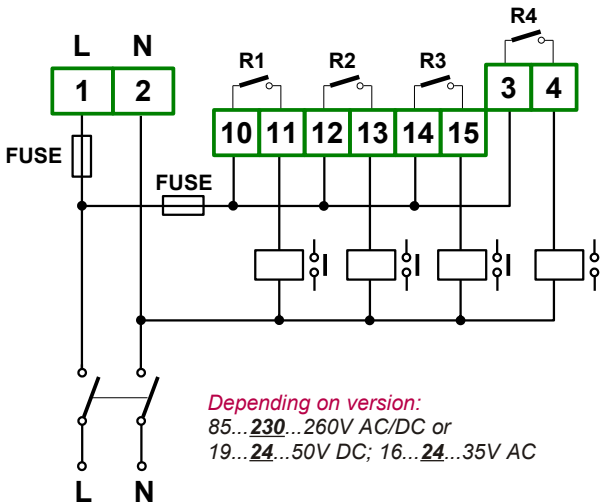 R4
L N
R1 R2 R3
1 2
3 4
10 11 12 13 14 15
FUSE
FUSE
Depending on version:
85...230...260V AC/DC or
19...24...50V DC; 16...24...35V AC
L N